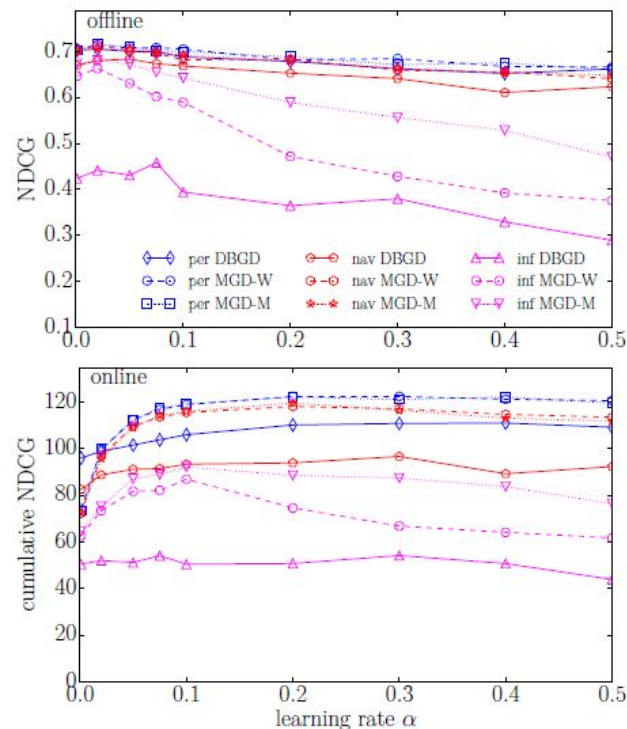 offline
0.7
0.6
0.5
0.4
0.3
0.2
0.1
NDCG
per DBGD nav DBGD inf DBGD
per MGD-W nav MGD-W inf MGD-W
per MGD-M nav MGD-M inf MGD-M
0.0 0.1 0.2 0.3 0.4 0.5
online
120
100
80
60
40
20
0
cumulative NDCG
0.0 0.1 0.2 0.3 0.4 0.5
learning rate α